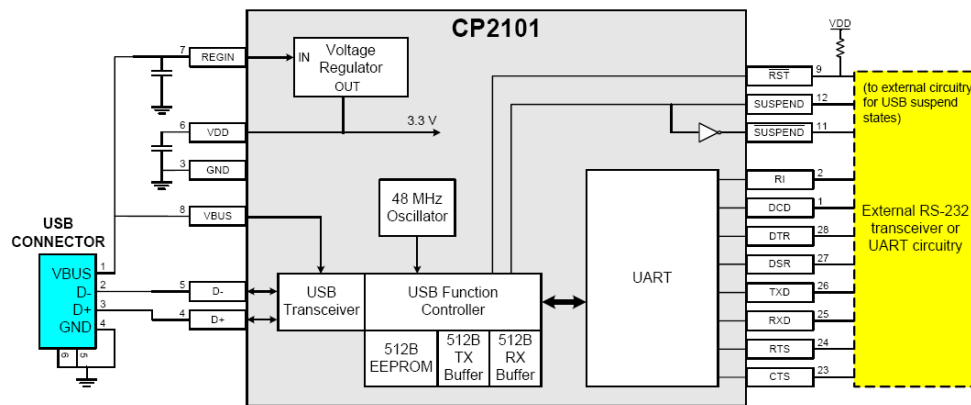 CP2101
7
REGIN
IN
Voltage
Regulator
OUT
6
VDD
3.3 V
3
GND
8
VBUS
48 MHz
Oscillator
USB
CONNECTOR
VBUS
D-
D+
GND
1
2
3
4
6
5
5
D-
4
D+
USB
Transceiver
USB Function
Controller
512B
EEPROM
512B
TX
Buffer
512B
RX
Buffer
UART
VDD
RST
9
SUSPEND
12
SUSPEND
11
RI
2
DCD
1
DTR
28
DSR
27
TXD
26
RXD
25
RTS
24
CTS
23
(to external circuitry
for USB suspend
states)
External RS-232
transceiver or
UART circuitry